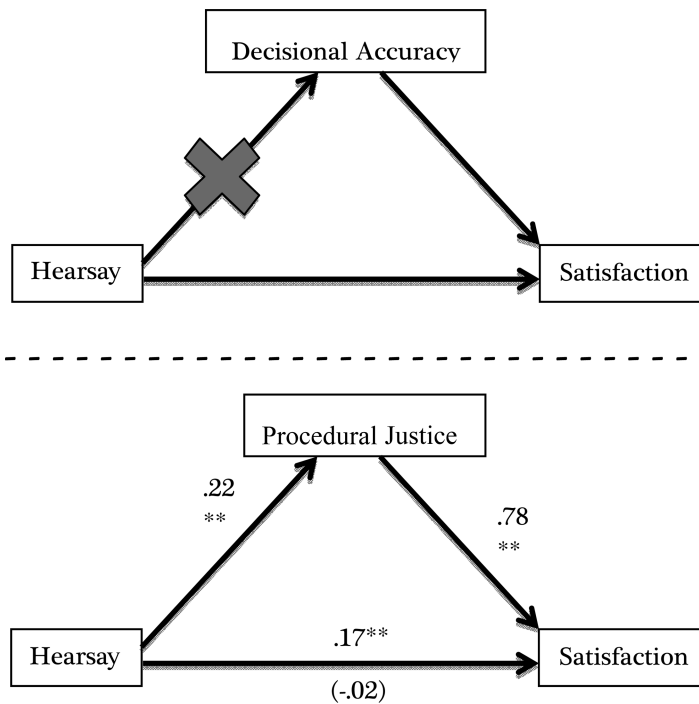 Decisional Accuracy
Hearsay
Satisfaction
Procedural Justice
.22
**
.78
**
Hearsay
.17**
Satisfaction
(-.02)